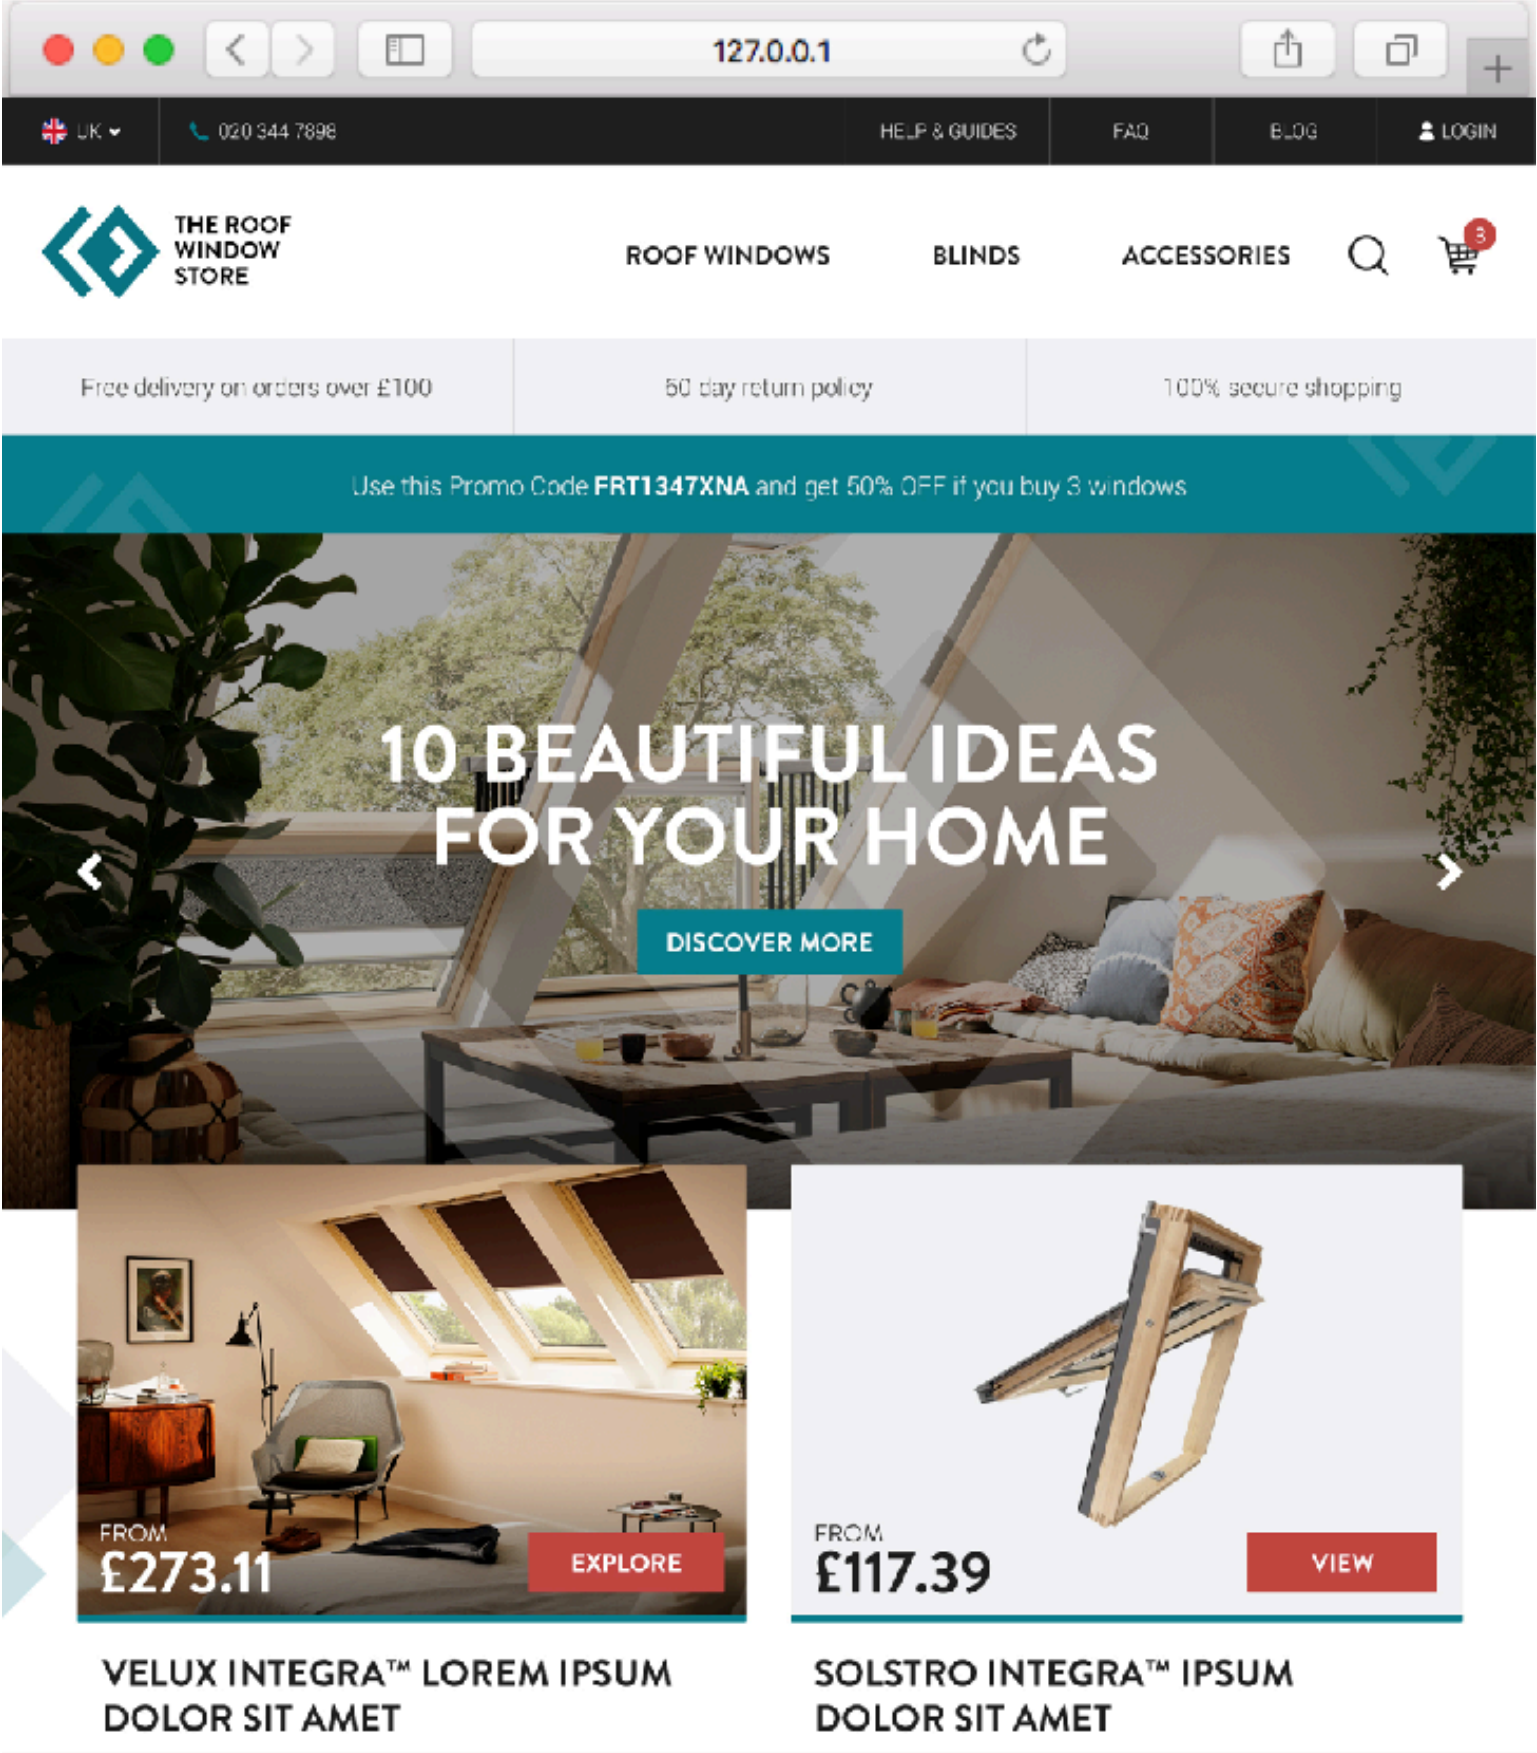 127.0.0.1
UK
020 344 7898
HELP & GUIDES
FAQ
BLOG
LOGIN
THE ROOF
WINDOW
STORE
ROOF WINDOWS
BLINDS
ACCESSORIES
3
Free delivery on orders over £100
60 day return policy
100% secure shopping
Use this Promo Code FRT1347XNA and get 50% OFF if you buy 3 windows
10 BEAUTIFUL IDEAS
FOR YOUR HOME
DISCOVER MORE
FROM
£273.11
EXPLORE
FROM
£117.39
VIEW
VELUX INTEGRA™ LOREM IPSUM
DOLOR SIT AMET
SOLSTRO INTEGRA™ IPSUM
DOLOR SIT AMET